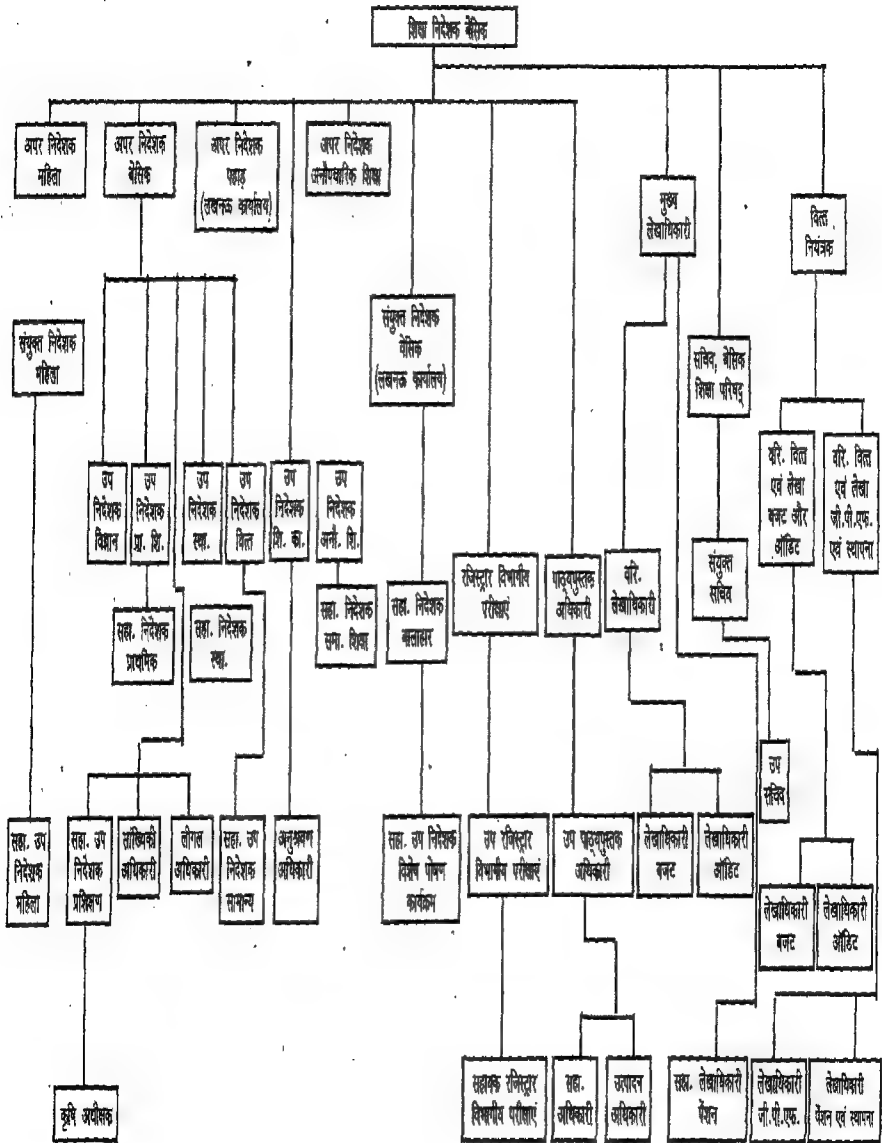 शिक्षा निदेशक बेसिक
अपर निदेशक
महिला
अपर निदेशक
बेसिक
अपर निदेशक
पहाड़
(लखनऊ कार्यालय)
अपर निदेशक
अनौपचारिक शिक्षा
मुख्य
लेखाधिकारी
वित्त
नियंत्रक
संयुक्त निदेशक
महिला
संयुक्त निदेशक
बेसिक
(लखनऊ कार्यालय)
सचिव, बेसिक
शिक्षा परिषद्
उप
निदेशक
विज्ञान
उप
निदेशक
प्रा. शि.
उप
निदेशक
स्था.
उप
निदेशक
वित्त
उप
निदेशक
शि. का.
उप
निदेशक
अनौ. शि.
वरि. वित्त
एवं लेखा
बजट और
ऑडिट
वरि. वित्त
एवं लेखा
जी.पी.एफ.
एवं स्थापना
रजिस्ट्रार विभागीय
परीक्षाएं
पाठ्यपुस्तक
अधिकारी
वरि.
लेखाधिकारी
संयुक्त
सचिव
सहा. निदेशक
प्राथमिक
सहा. निदेशक
स्था.
सहा. निदेशक
समा. शिक्षा
सहा. निदेशक
बालाहार
उप
सचिव
सहा. उप
निदेशक
महिला
सहा. उप
निदेशक
प्रशिक्षण
सांख्यिकी
अधिकारी
लीगल
अधिकारी
सहा. उप
निदेशक
सामान्य
अनुश्रवण
अधिकारी
सहा. उप निदेशक
विशेष पोषण
कार्यक्रम
उप रजिस्ट्रार
विभागीय परीक्षाएं
उप पाठ्यपुस्तक
अधिकारी
लेखाधिकारी
बजट
लेखाधिकारी
ऑडिट
लेखाधिकारी
बजट
लेखाधिकारी
ऑडिट
कृषि अधीक्षक
सहायक रजिस्ट्रार
विभागीय परीक्षाएं
सहा.
अधिकारी
उत्पादन
अधिकारी
सहा. लेखाधिकारी
पेंशन
लेखाधिकारी
जी.पी.एफ.
लेखाधिकारी
पेंशन एवं स्थापना